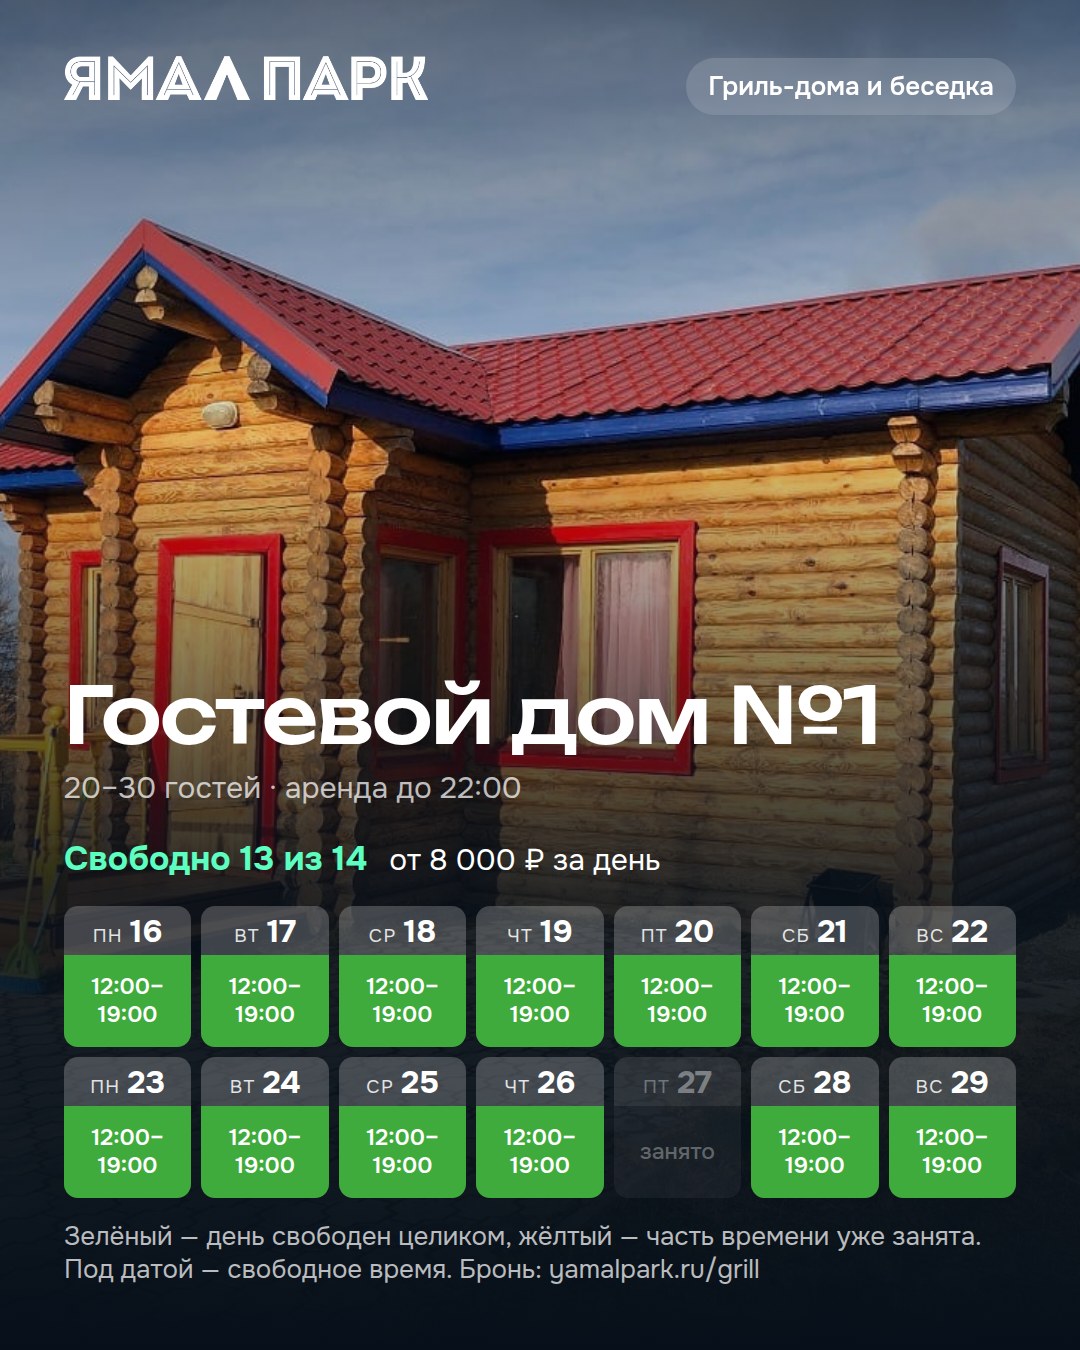 ЯМАЛ ПАРК
Гриль-дома и беседка
Гостевой дом №1
20–30 гостей · аренда до 22:00
Свободно 13 из 14 от 8 000 ₽ за день
ПН 16 ВТ 17 СР 18 ЧТ 19 ПТ 20 СБ 21 ВС 22
12:00– 12:00– 12:00– 12:00– 12:00– 12:00– 12:00–
19:00 19:00 19:00 19:00 19:00 19:00 19:00
ПН 23 ВТ 24 СР 25 ЧТ 26 ПТ 27 СБ 28 ВС 29
12:00– 12:00– 12:00– 12:00– занято 12:00– 12:00–
19:00 19:00 19:00 19:00 19:00 19:00
Зелёный — день свободен целиком, жёлтый — часть времени уже занята.
Под датой — свободное время. Бронь: yamalpark.ru/grill